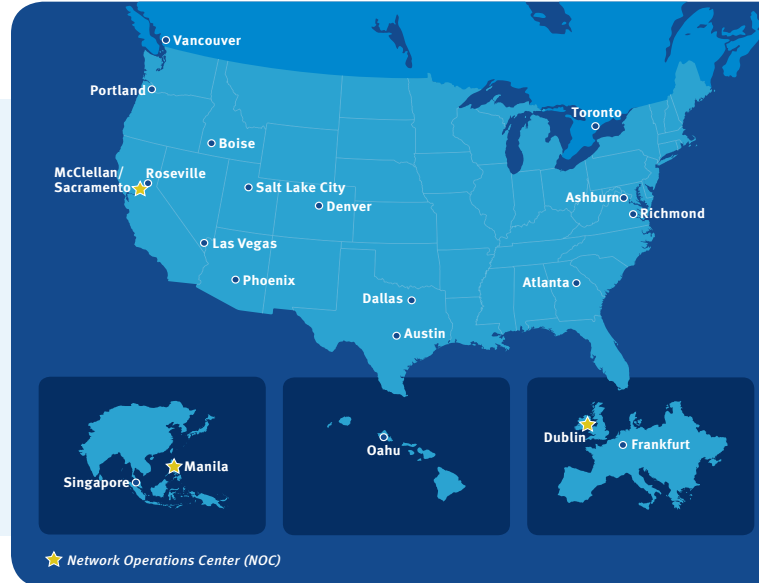 Vancouver
Portland
Toronto
Boise
McClellan/
Sacramento
Roseville
Salt Lake City
Ashburn
Denver
Richmond
Las Vegas
Phoenix
Atlanta
Dallas
Austin
Manila
Singapore
Oahu
Dublin
Frankfurt
Network Operations Center (NOC)